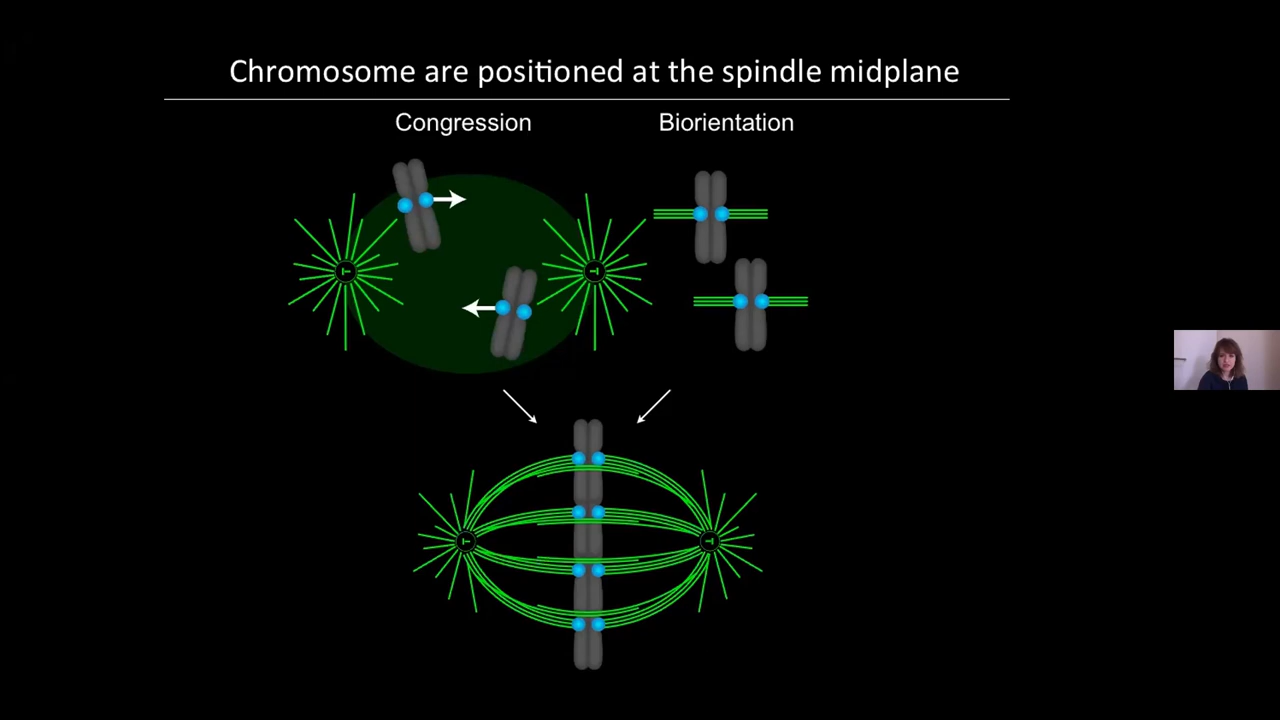 Chromosome are positioned at the spindle midplane
Congression
Biorientation